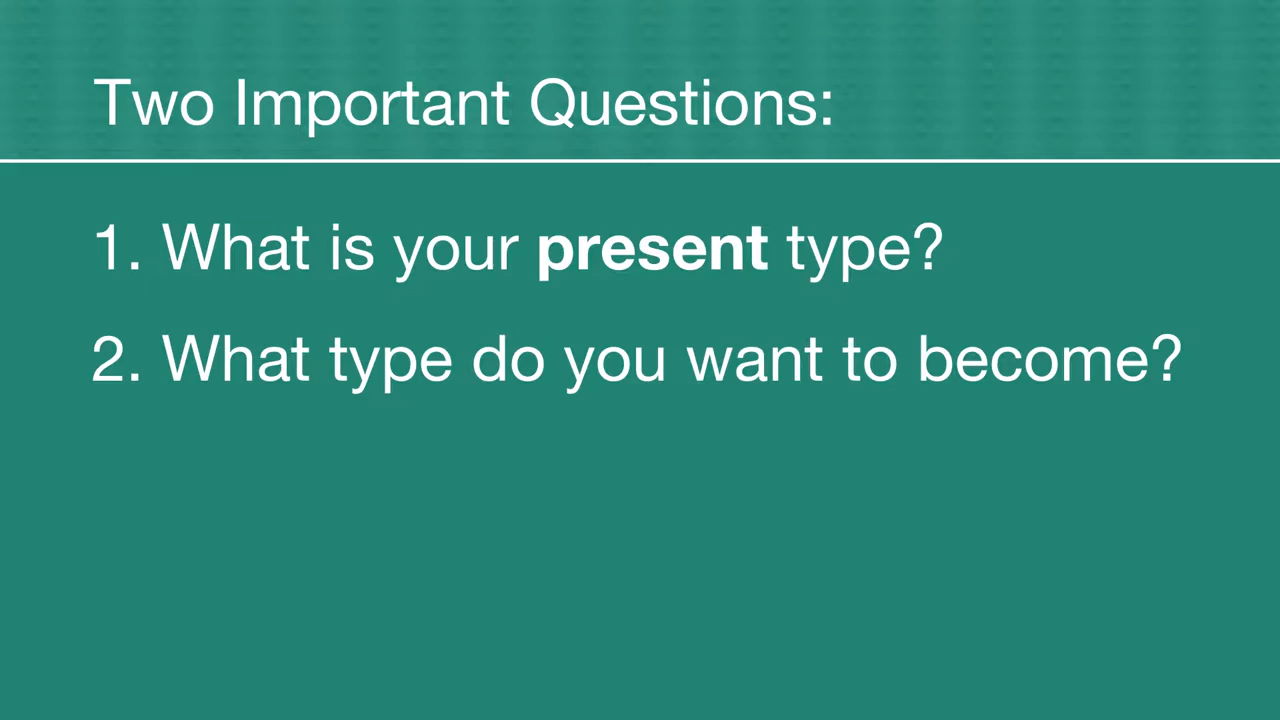 Two Important Questions:
1. What is your present type?
2. What type do you want to become?